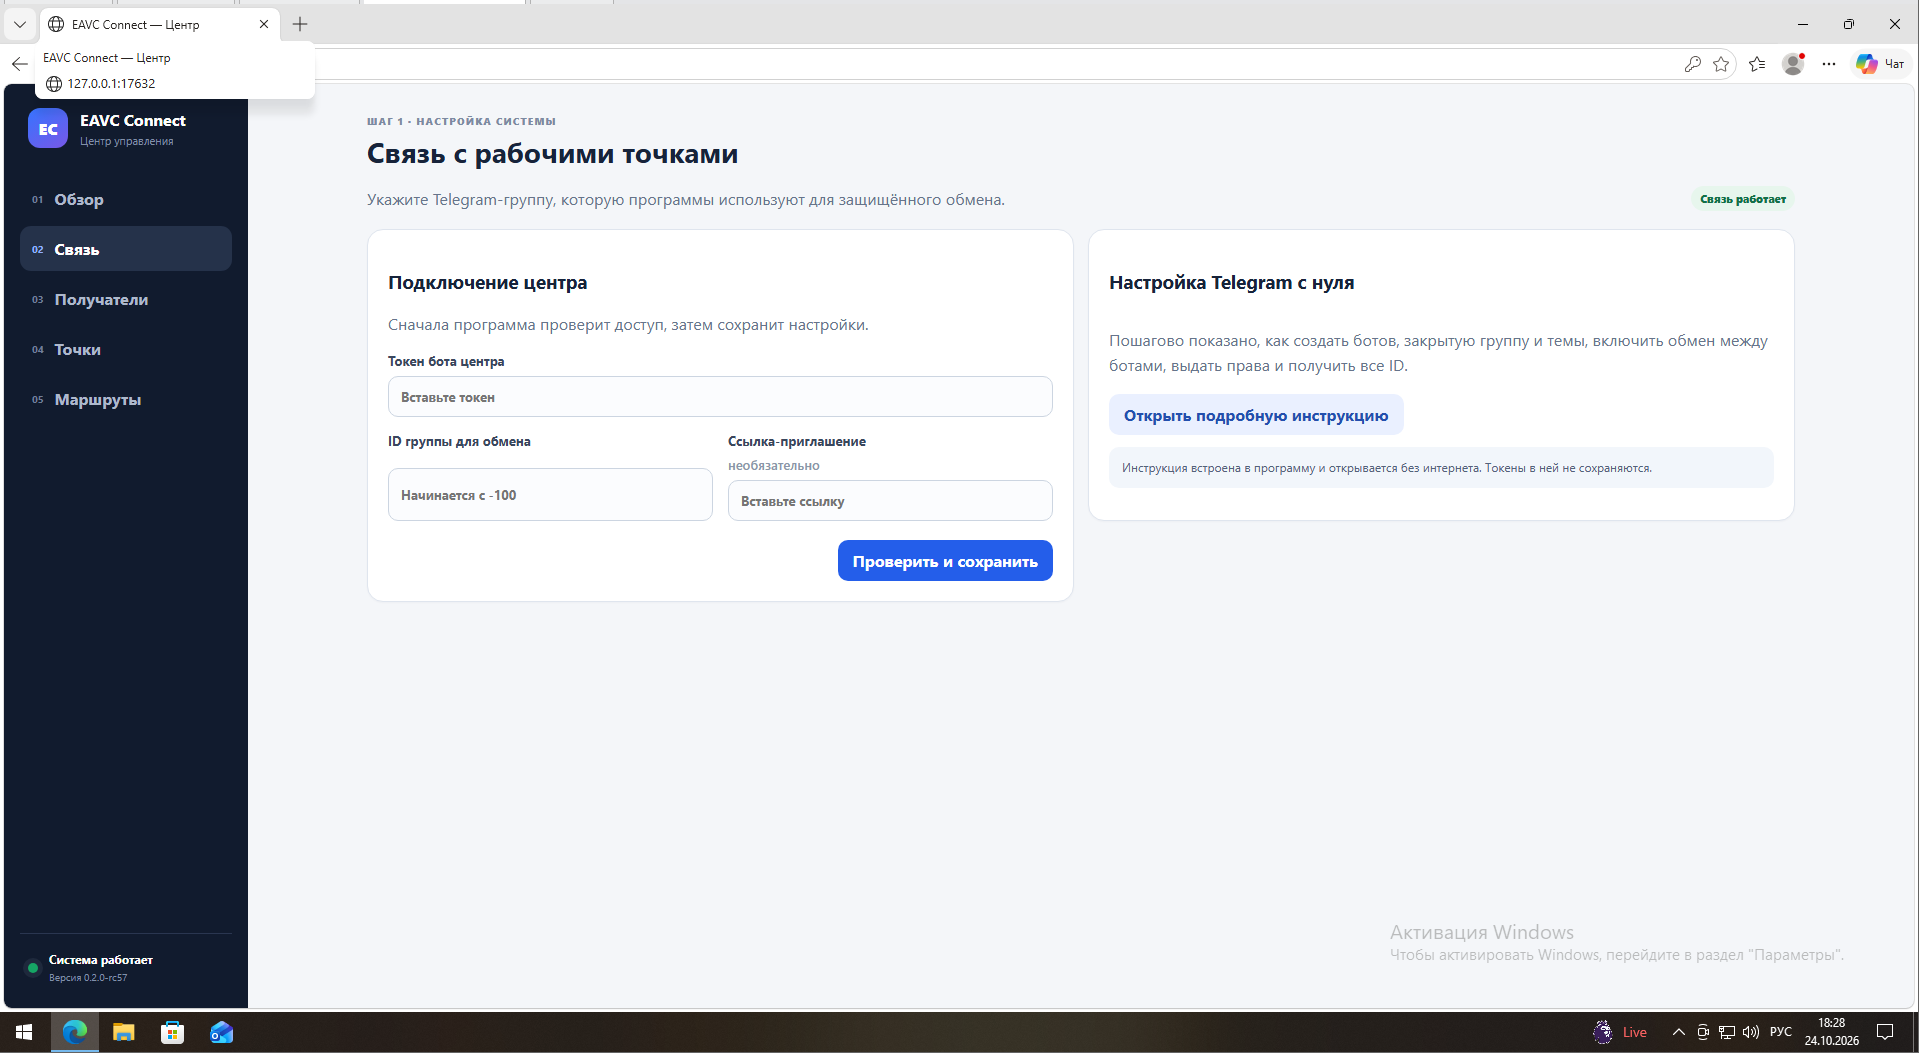 EAVC Connect — Центр
EAVC Connect — Центр
127.0.0.1:17632
Чат
EC
EAVC Connect
Центр управления
01 Обзор
02 Связь
03 Получатели
04 Точки
05 Маршруты
Система работает
Версия 0.2.0-rc57
ШАГ 1 · НАСТРОЙКА СИСТЕМЫ
Связь с рабочими точками
Укажите Telegram-группу, которую программы используют для защищённого обмена.
Связь работает
Подключение центра
Сначала программа проверит доступ, затем сохранит настройки.
Токен бота центра
Вставьте токен
ID группы для обмена
Начинается с -100
Ссылка-приглашение
необязательно
Вставьте ссылку
Проверить и сохранить
Настройка Telegram с нуля
Пошагово показано, как создать ботов, закрытую группу и темы, включить обмен между
ботами, выдать права и получить все ID.
Открыть подробную инструкцию
Инструкция встроена в программу и открывается без интернета. Токены в ней не сохраняются.
Активация Windows
Чтобы активировать Windows, перейдите в раздел "Параметры".
Live
РУС
18:28
24.10.2026